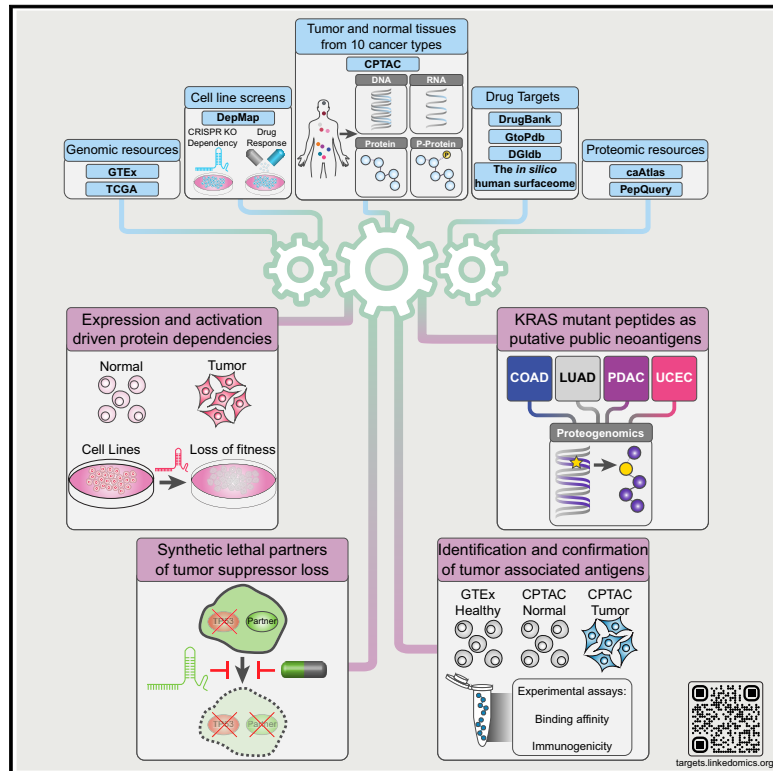 Tumor and normal tissues
from 10 cancer types
CPTAC
DNA
RNA
Protein
P-Protein
P
Cell line screens
DepMap
CRISPR KO
Dependency
Drug
Response
Genomic resources
GTEx
TCGA
Drug Targets
DrugBank
GtoPdb
DGIdb
The in silico
human surfaceome
Proteomic resources
caAtlas
PepQuery
Expression and activation
driven protein dependencies
Normal
Tumor
Cell Lines
Loss of fitness
KRAS mutant peptides as
putative public neoantigens
COAD
LUAD
PDAC
UCEC
Proteogenomics
Synthetic lethal partners
of tumor suppressor loss
TP53
Partner
TP53
Partner
Identification and confirmation
of tumor associated antigens
GTEx
Healthy
CPTAC
Normal
CPTAC
Tumor
Experimental assays:
Binding affinity
Immunogenicity
targets.linkedomics.org